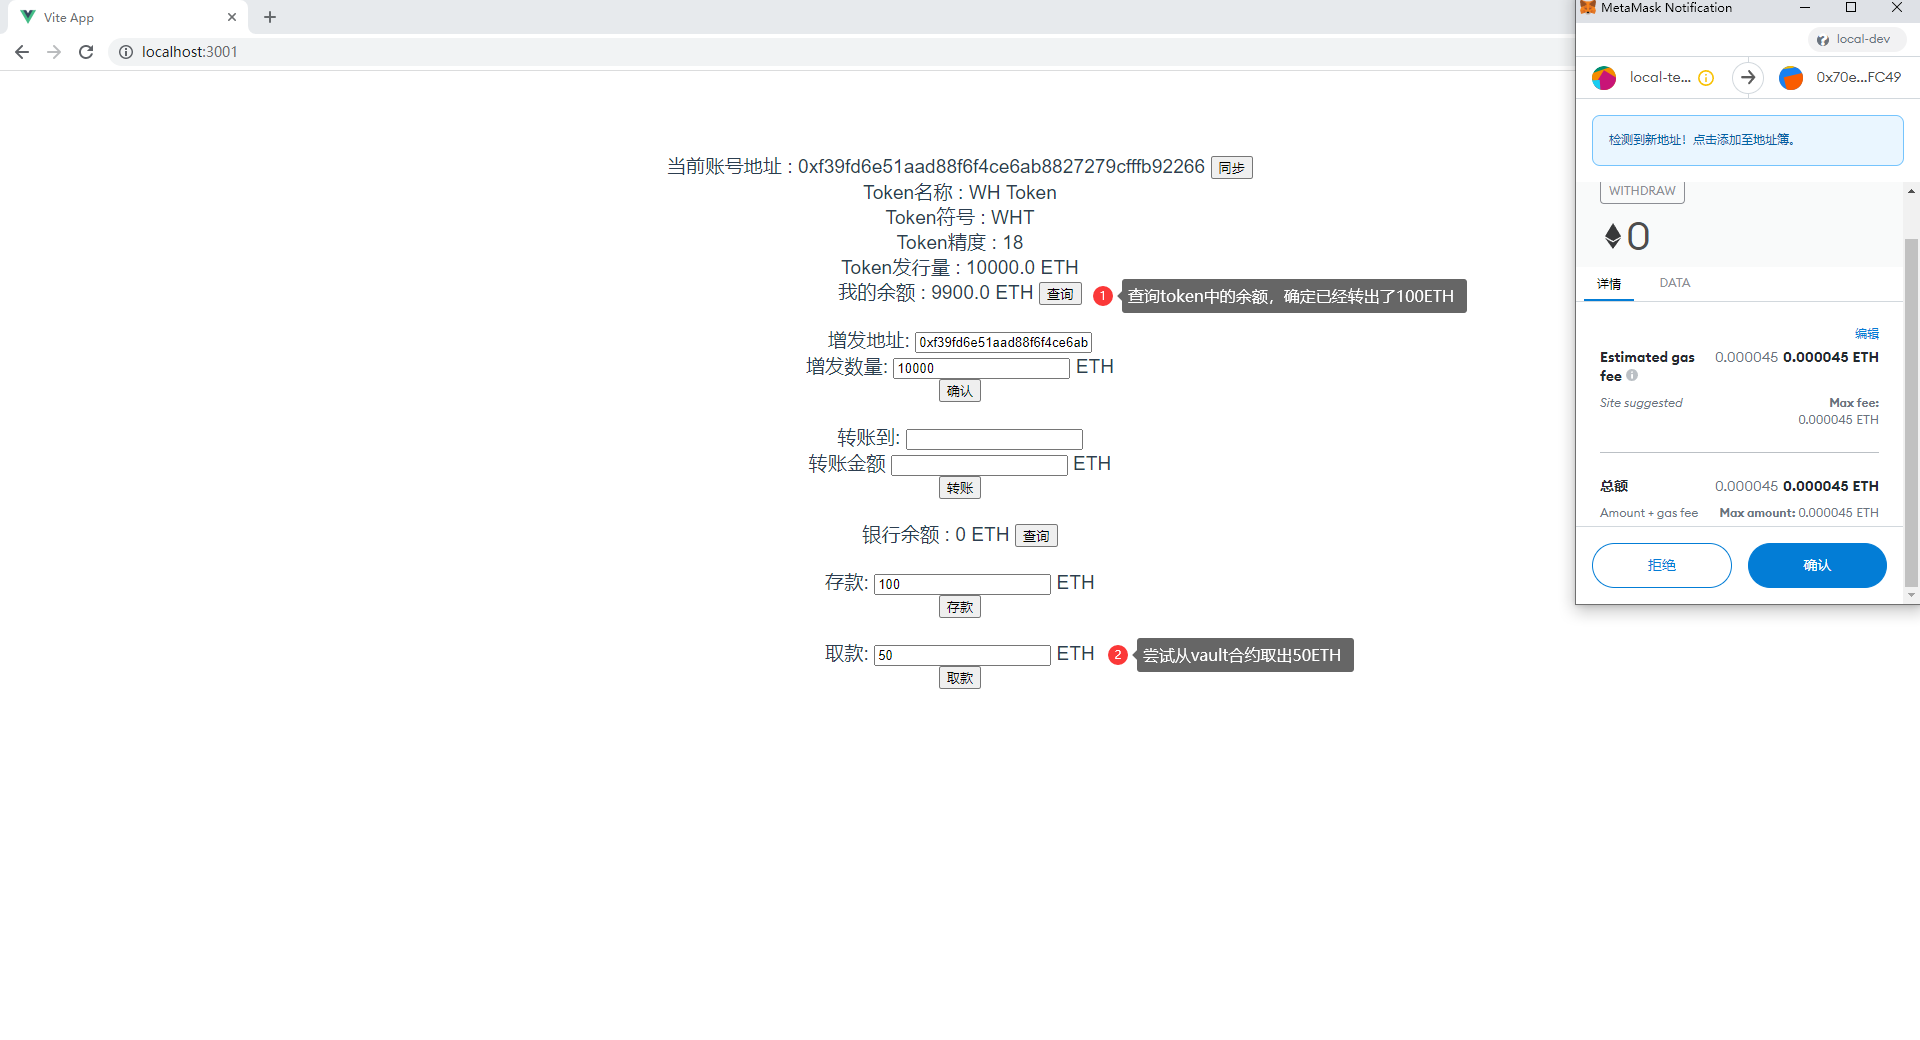 Vite App
localhost:3001
当前账号地址 : 0xf39fd6e51aad88f6f4ce6ab8827279cfffb92266 同步
Token名称 : WH Token
Token符号 : WHT
Token精度 : 18
Token发行量 : 10000.0 ETH
我的余额 : 9900.0 ETH 查询
1 查询token中的余额，确定已经转出了100ETH
增发地址: 0xf39fd6e51aad88f6f4ce6ab
增发数量: 10000 ETH
确认
转账到:
转账金额 ETH
转账
银行余额 : 0 ETH 查询
存款: 100 ETH
存款
取款: 50 ETH
2 尝试从vault合约取出50ETH
取款
MetaMask Notification
local-dev
local-te... 0x70e...FC49
检测到新地址！点击添加至地址簿。
WITHDRAW
0
详情 DATA
编辑
Estimated gas fee 0.000045 0.000045 ETH
Site suggested Max fee:
0.000045 ETH
总额 0.000045 0.000045 ETH
Amount + gas fee Max amount: 0.000045 ETH
拒绝 确认